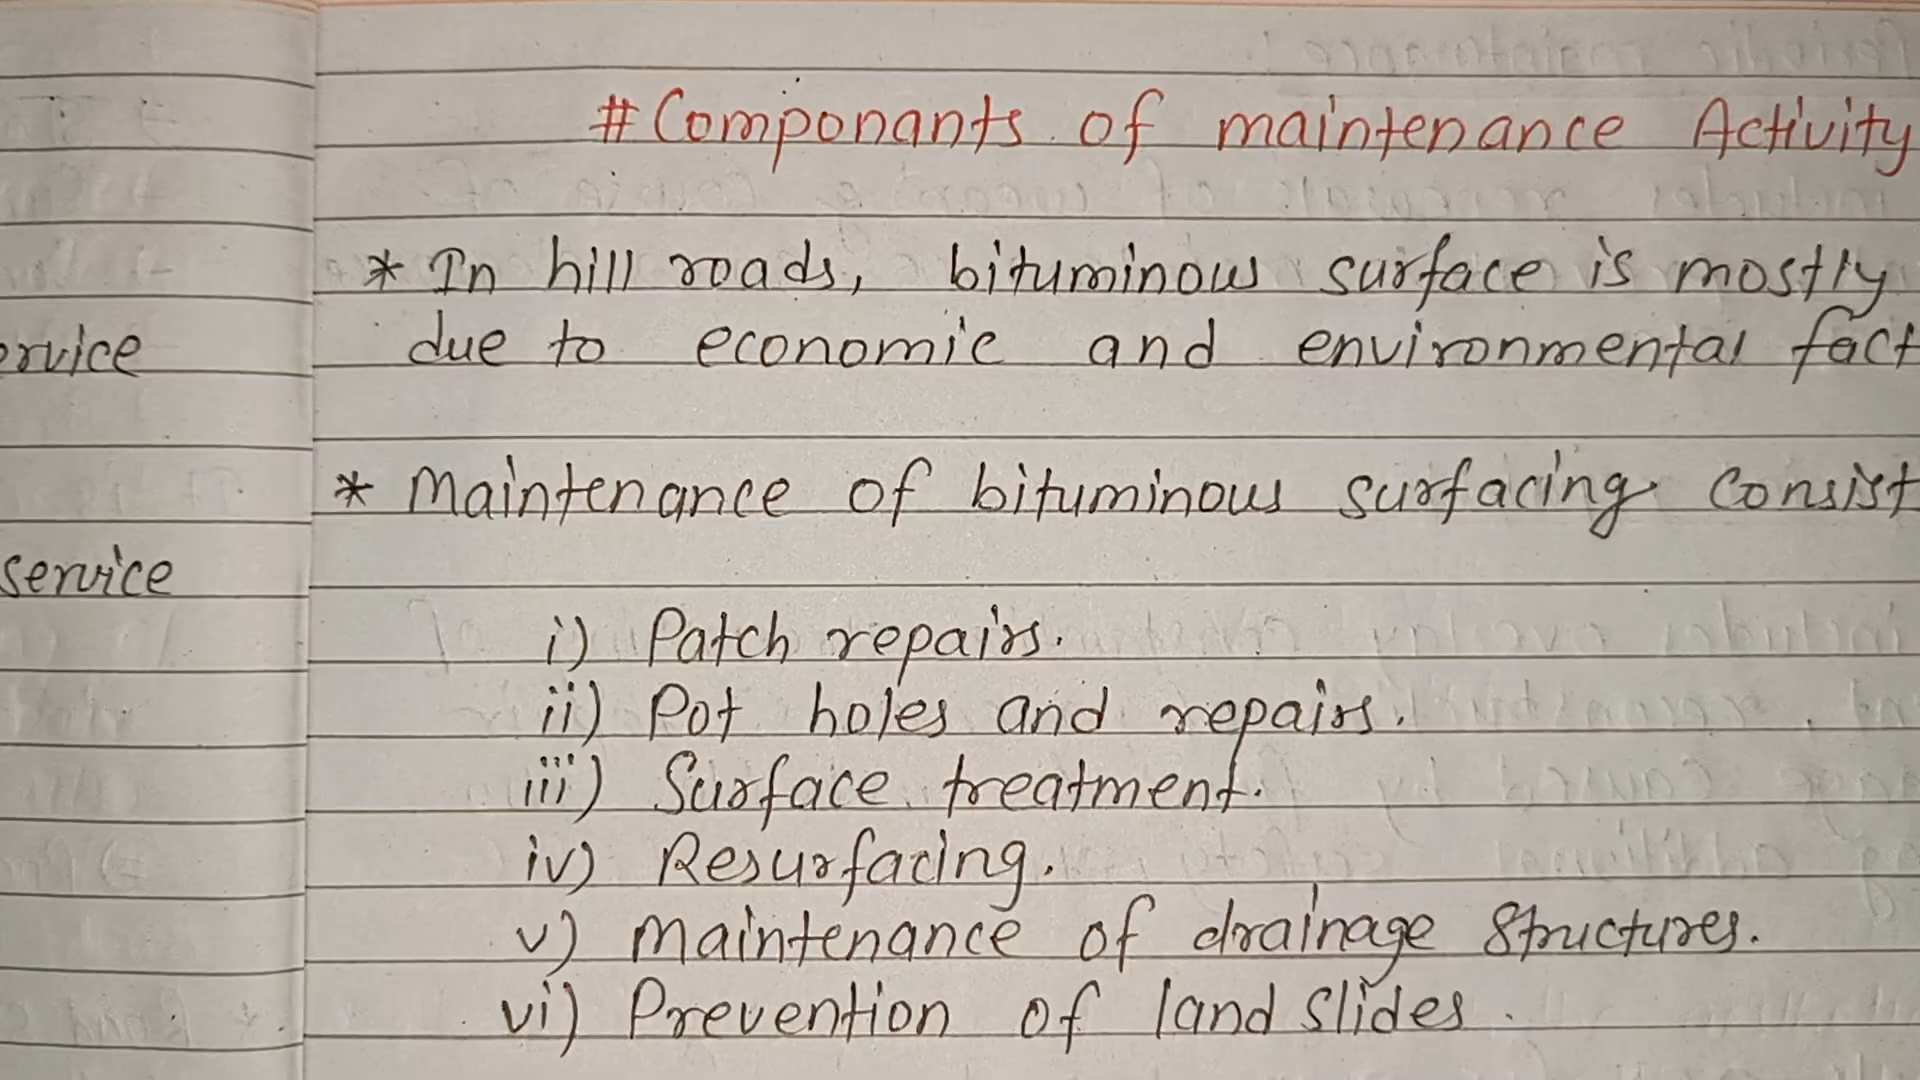 #Componants of maintenance Activity
* In hill roads, bituminous surface is mostly
due to economic and environmental fact
ervice
* Maintenance of bituminous surfacing Consist
service
i) Patch repairs.
ii) Pot holes and repairs.
iii) Surface treatment.
iv) Resurfacing.
v) Maintenance of drainage Structures.
vi) Prevention of land slides.